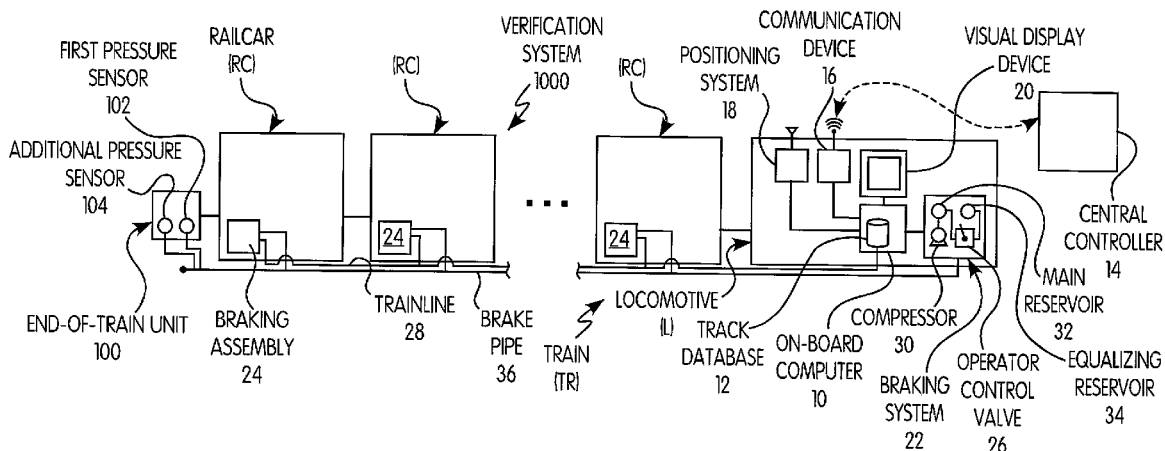 FIRST PRESSURE
SENSOR
102
ADDITIONAL PRESSURE
SENSOR
104
RAILCAR
(RC)
(RC)
VERIFICATION
SYSTEM
1000
(RC)
POSITIONING
SYSTEM
18
COMMUNICATION
DEVICE
16
VISUAL DISPLAY
DEVICE
20
24
24
END-OF-TRAIN UNIT
100
BRAKING
ASSEMBLY
24
TRAINLINE
28
BRAKE
PIPE
36
TRAIN
(TR)
LOCOMOTIVE
(L)
TRACK
DATABASE
12
ON-BOARD
COMPUTER
10
COMPRESSOR
30
BRAKING
SYSTEM
22
OPERATOR
CONTROL
VALVE
26
MAIN
RESERVOIR
32
EQUALIZING
RESERVOIR
34
CENTRAL
CONTROLLER
14